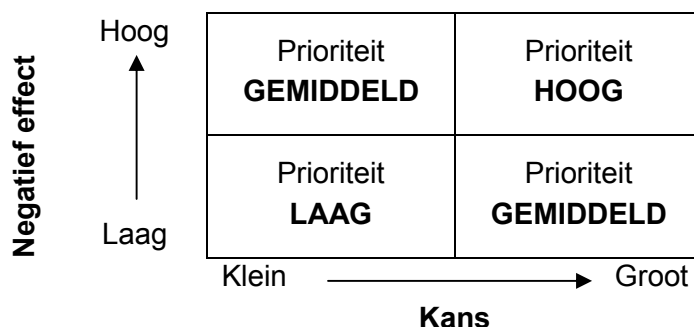 Negatief effect
Hoog
Laag
Prioriteit
GEMIDDELD
Prioriteit
HOOG
Prioriteit
LAAG
Prioriteit
GEMIDDELD
Klein
Groot
Kans